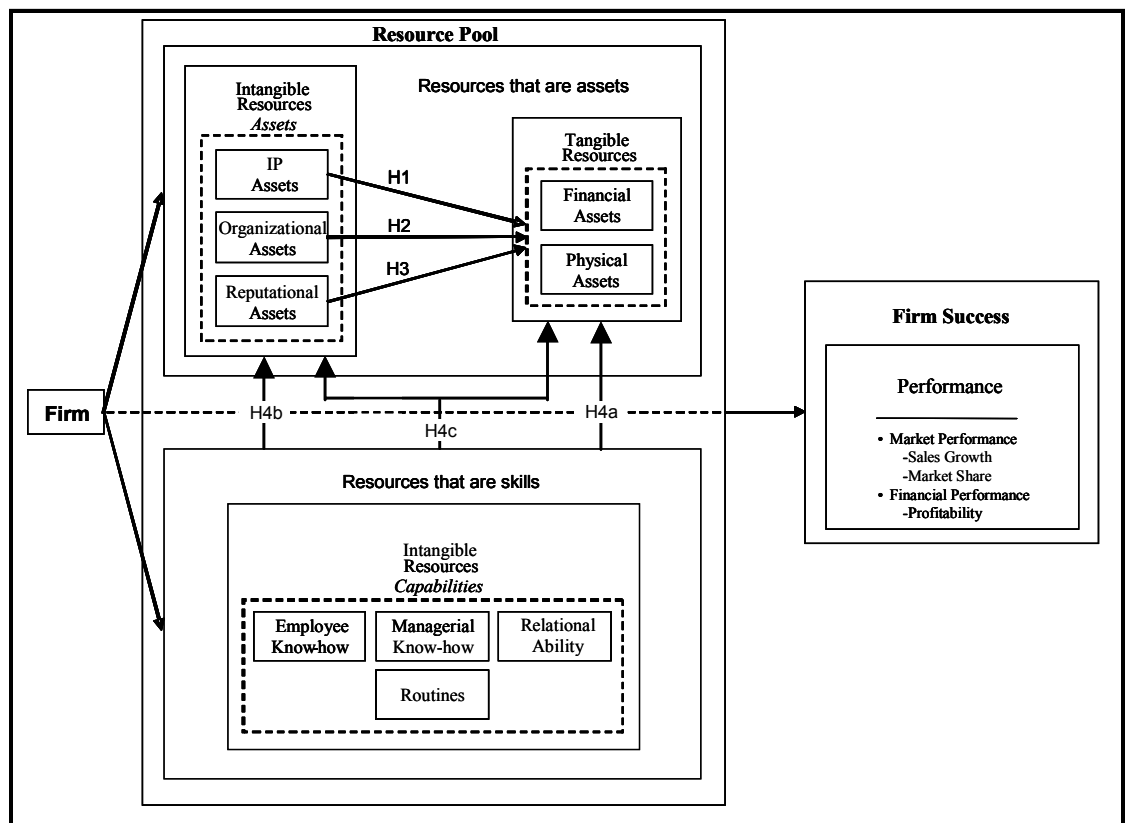 Resource Pool
Resources that are assets
Intangible
Resources
Assets
IP
Assets
Organizational
Assets
Reputational
Assets
H1
H2
H3
Tangible
Resources
Financial
Assets
Physical
Assets
Firm
H4b
H4c
H4a
Resources that are skills
Intangible
Resources
Capabilities
Employee
Know-how
Managerial
Know-how
Relational
Ability
Routines
Firm Success
Performance
• Market Performance
-Sales Growth
-Market Share
• Financial Performance
-Profitability